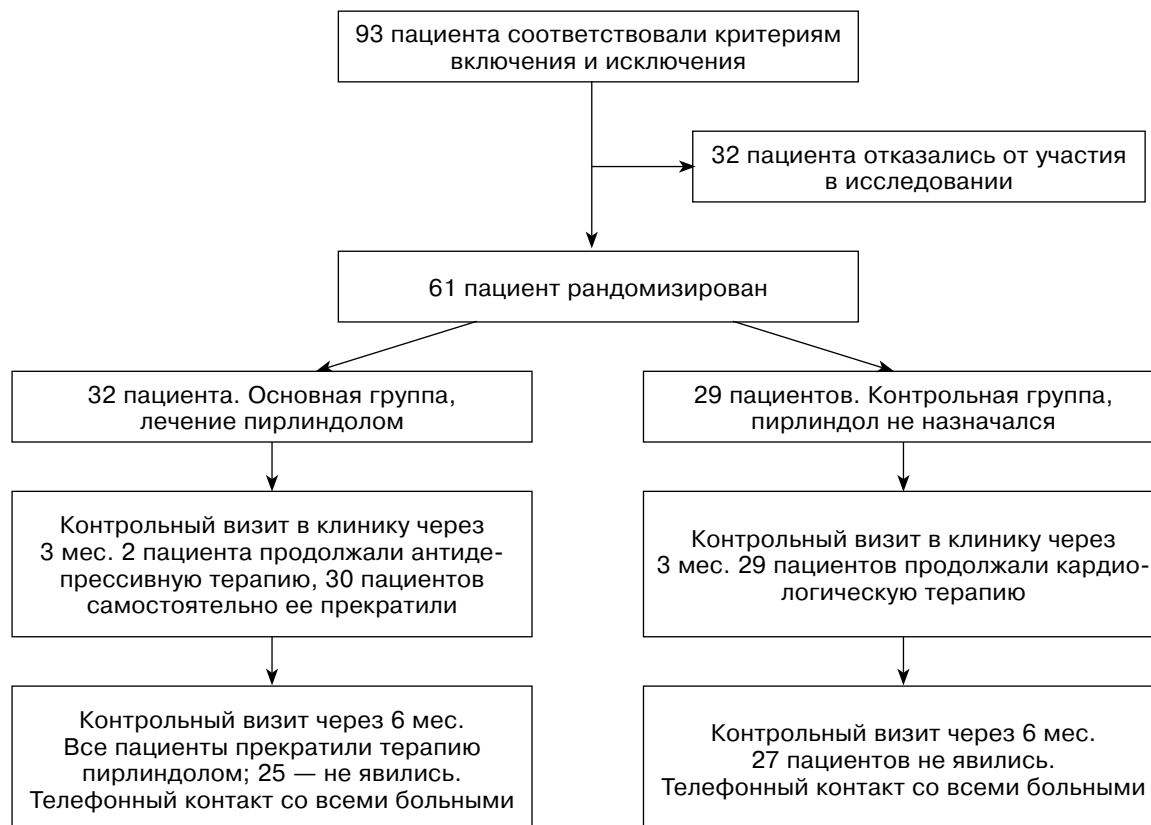 93 пациента соответствовали критериям
включения и исключения
32 пациента отказались от участия
в исследовании
61 пациент рандомизирован
32 пациента. Основная группа,
лечение пирлиндолом
29 пациентов. Контрольная группа,
пирлиндол не назначался
Контрольный визит в клинику через
3 мес. 2 пациента продолжали антиде-
прессивную терапию, 30 пациентов
самостоятельно ее прекратили
Контрольный визит в клинику через
3 мес. 29 пациентов продолжали кардио-
логическую терапию
Контрольный визит через 6 мес.
Все пациенты прекратили терапию
пирлиндолом; 25 — не явились.
Телефонный контакт со всеми больными
Контрольный визит через 6 мес.
27 пациентов не явились.
Телефонный контакт со всеми больными